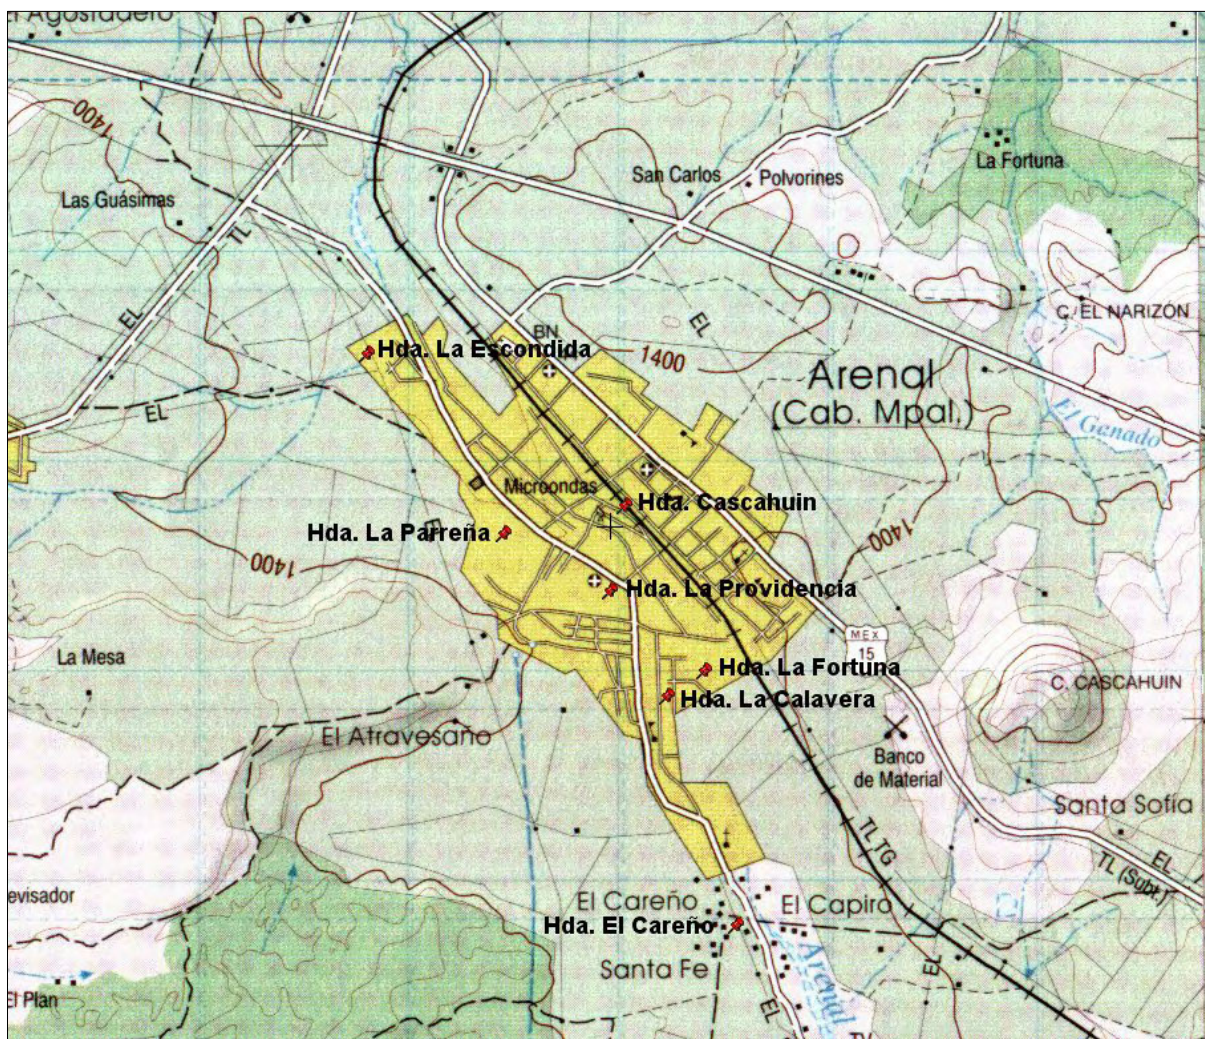 El Agostadero
1400
Las Guásimas
TL
EL
San Carlos
Polvorines
La Fortuna
EL
C. EL NARIZÓN
BN
Hda. La Escondida
1400
Arenal
(Cab. Mpal.)
EL
El Ganado
Microondas
Hda. Cascahuin
Hda. La Parreña
1400
1400
Hda. La Providencia
MEX
15
La Mesa
Hda. La Fortuna
C. CASCAHUIN
Hda. La Calavera
El Atravesaño
Banco
de Material
Santa Sofía
TL TG
EL
TL (Subt.)
evisador
El Careño
El Capiro
Hda. El Careño
Arenal
Santa Fe
EL
El Plan
EL